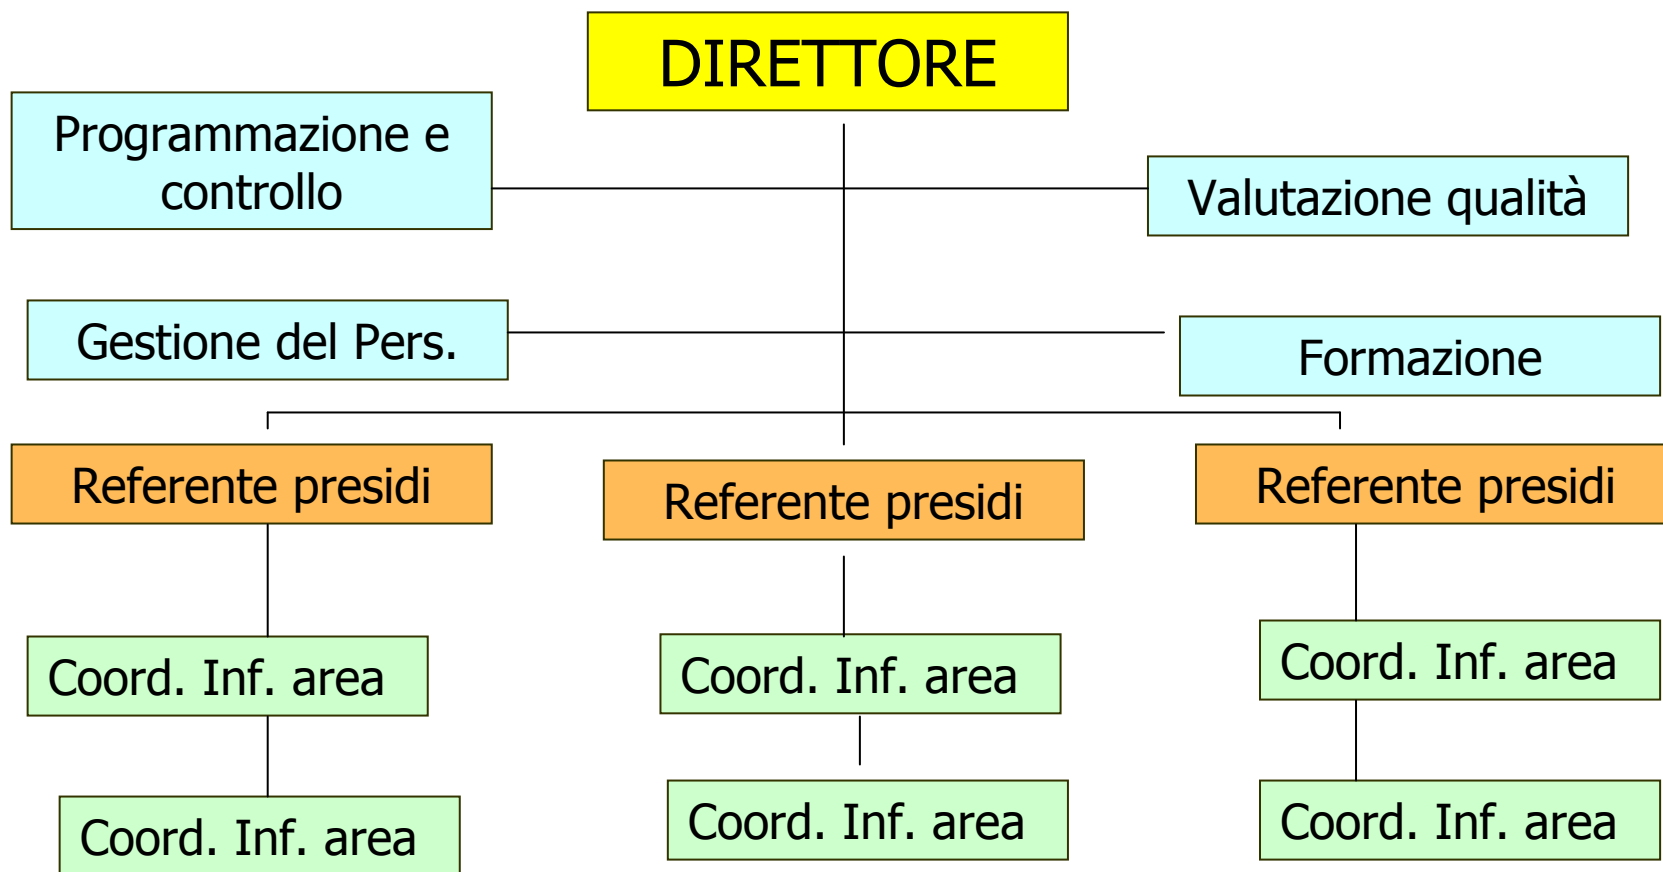 DIRETTORE
Programmazione e
controllo
Valutazione qualità
Gestione del Pers.
Formazione
Referente presidi
Referente presidi
Referente presidi
Coord. Inf. area
Coord. Inf. area
Coord. Inf. area
Coord. Inf. area
Coord. Inf. area
Coord. Inf. area